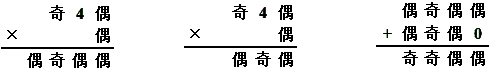 奇 4 偶
× 偶
偶 奇 偶 偶
奇 4 偶
× 偶
偶 奇 偶
偶 奇 偶 偶
+ 偶 奇 偶 0
奇 奇 偶 偶